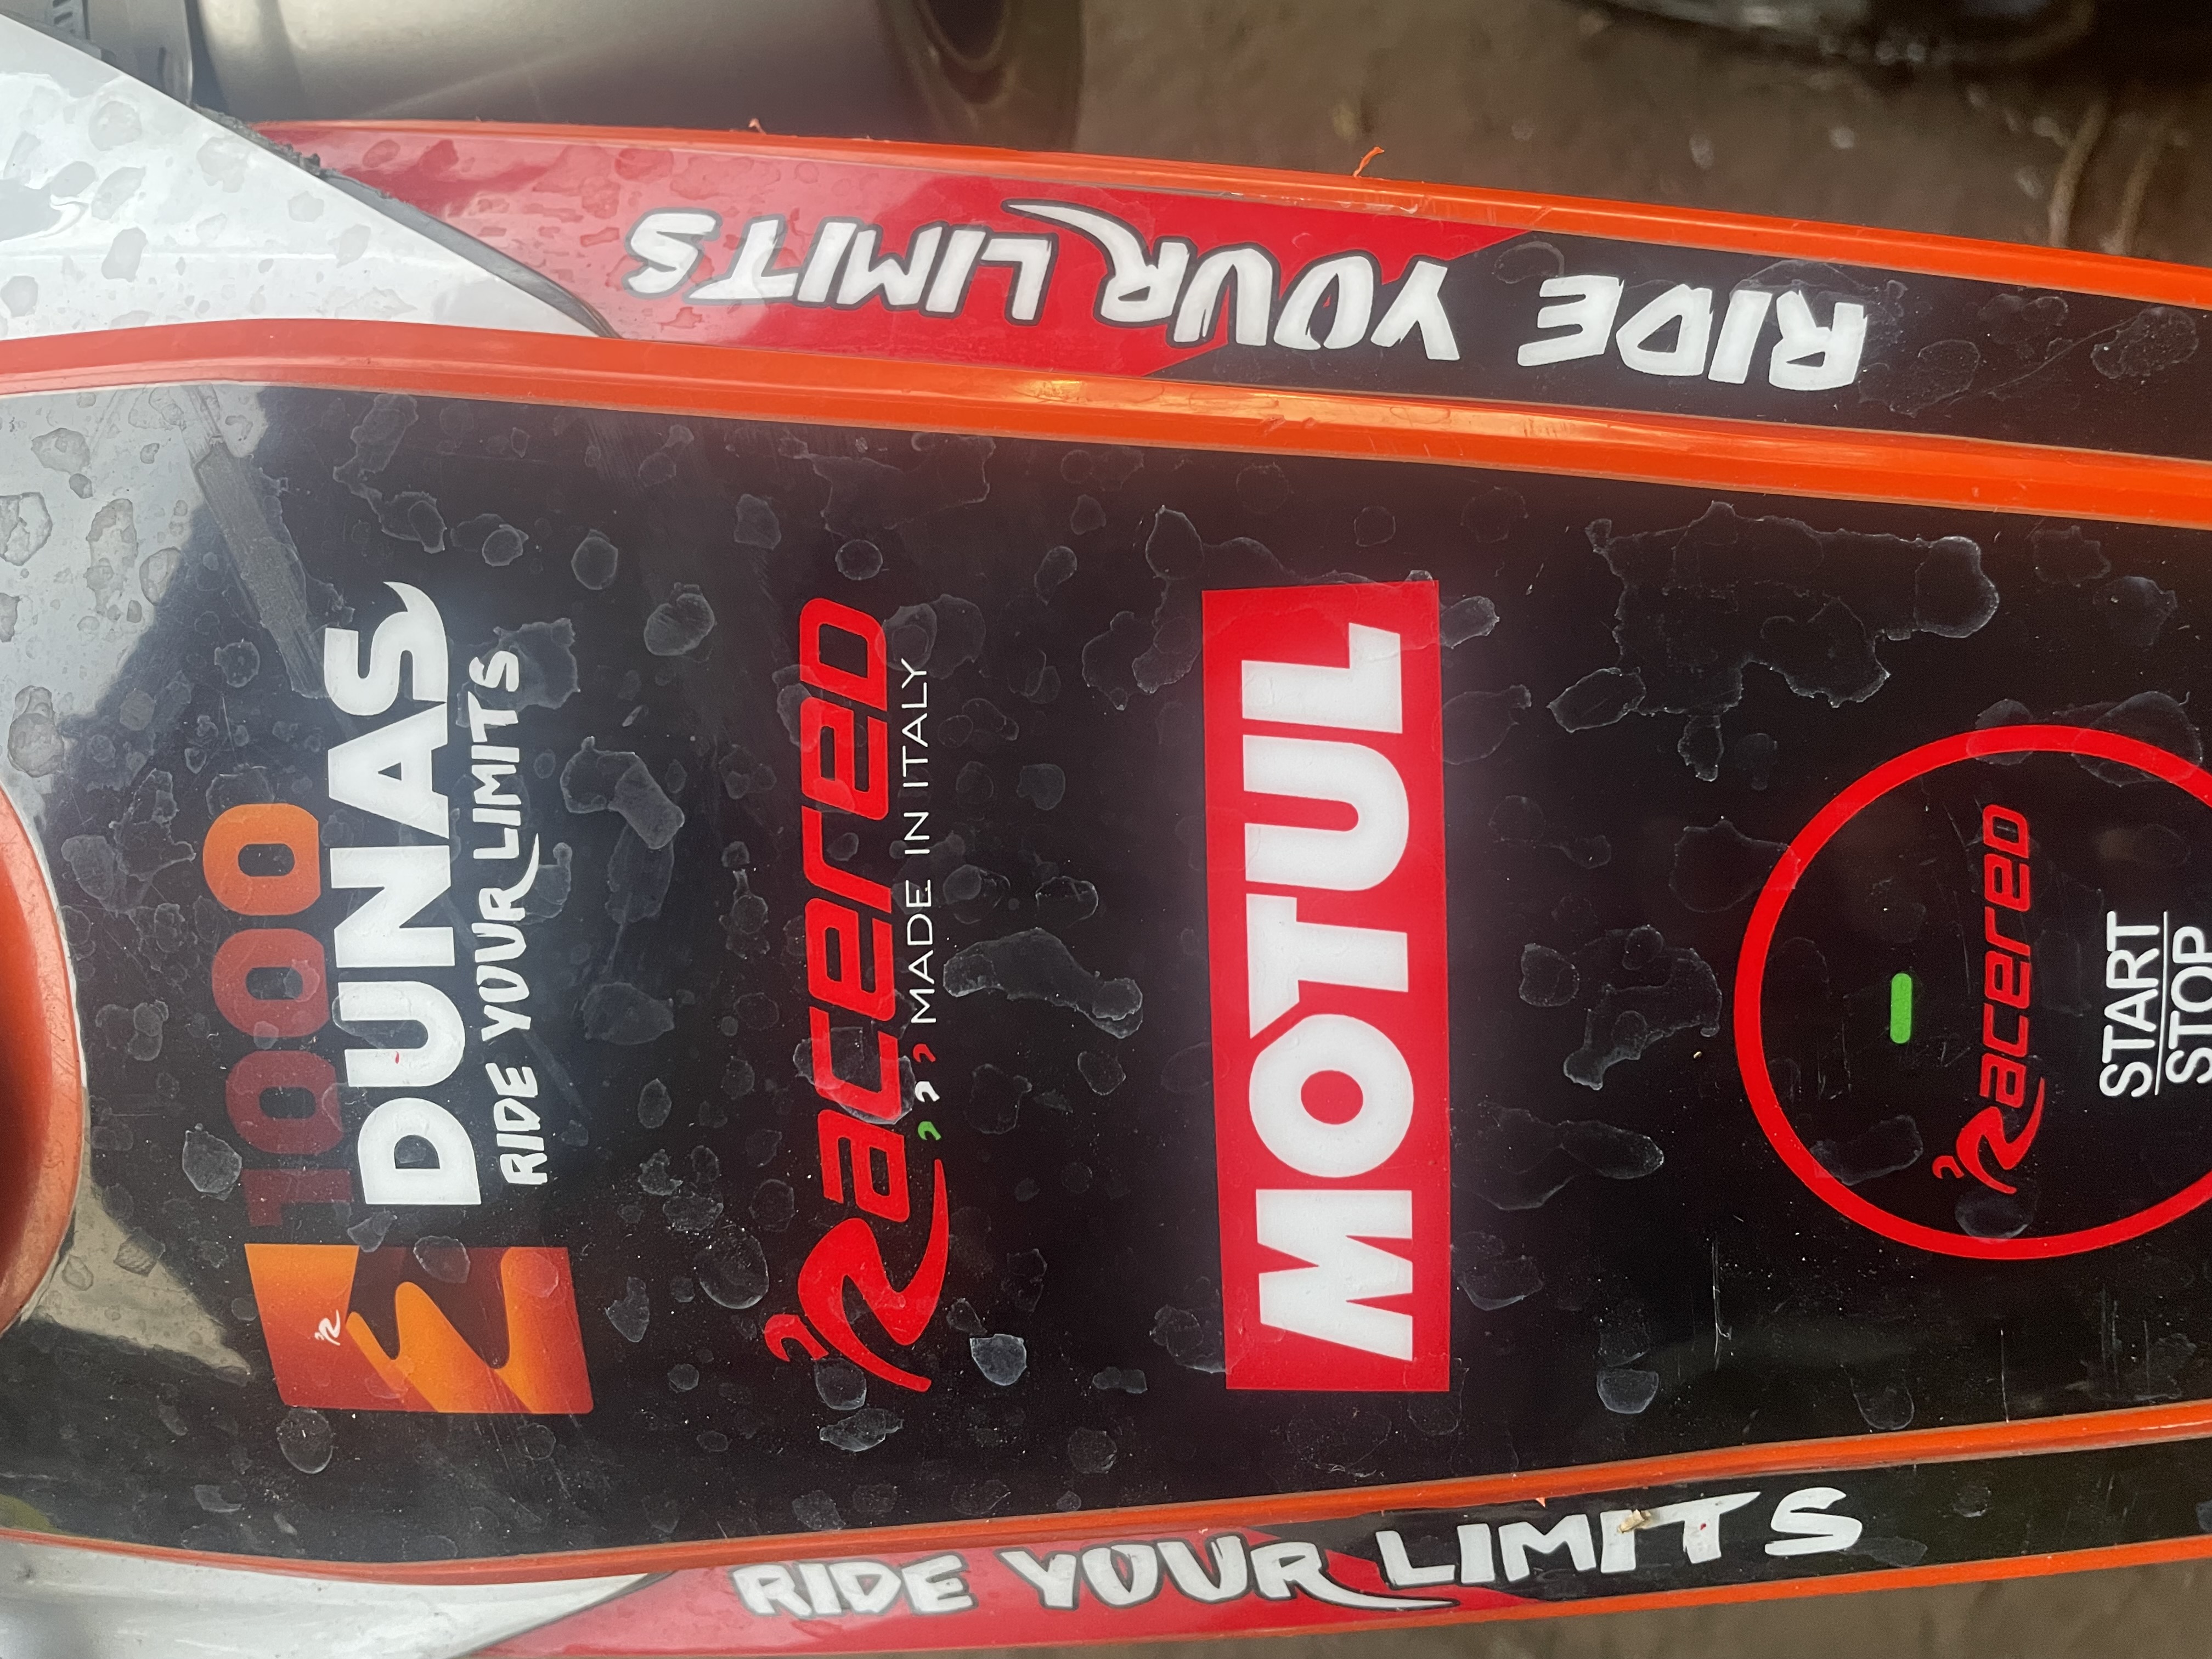 RIDE YOUR LIMITS
1000
DUNAS
RIDE YOUR LIMITS
Racered
MADE IN ITALY
MOTUL
Racered
START
STOP
RIDE YOUR LIMITS